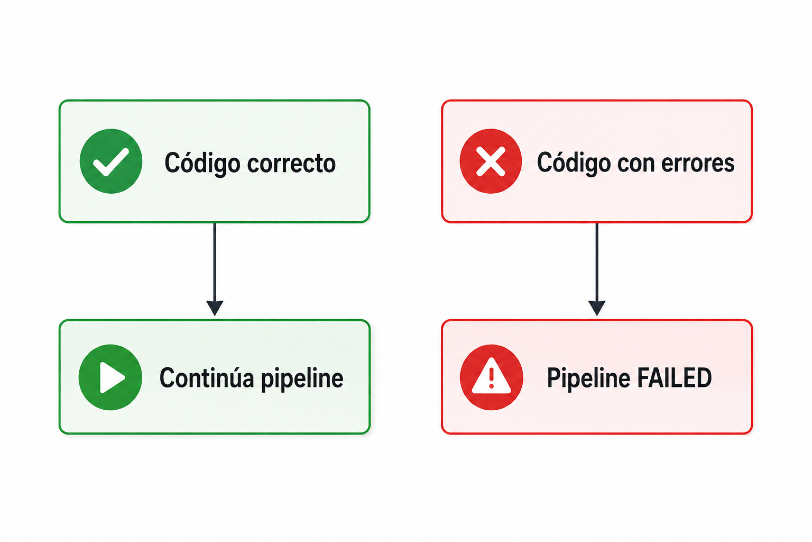 Código correcto
Código con errores
Continúa pipeline
Pipeline FAILED